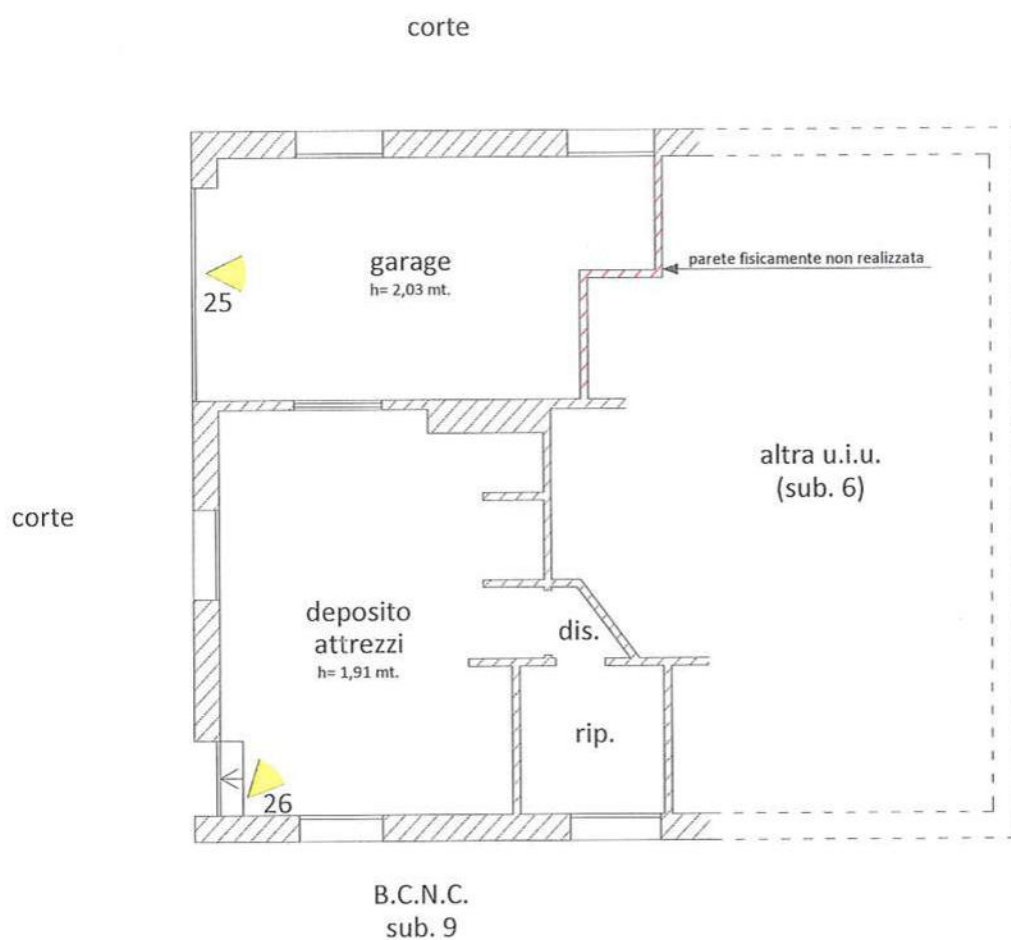 corte
garage
h= 2,03 mt.
parete fisicamente non realizzata
25
altra u.i.u.
(sub. 6)
corte
deposito
attrezzi
h= 1,91 mt.
dis.
rip.
26
B.C.N.C.
sub. 9